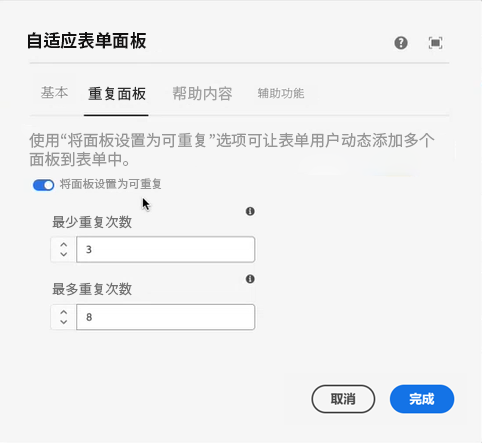 自适应表单面板
基本 重复面板 帮助内容 辅助功能
使用“将面板设置为可重复”选项可让表单用户动态添加多个
面板到表单中。
将面板设置为可重复
最少重复次数
3
最多重复次数
8
取消 完成